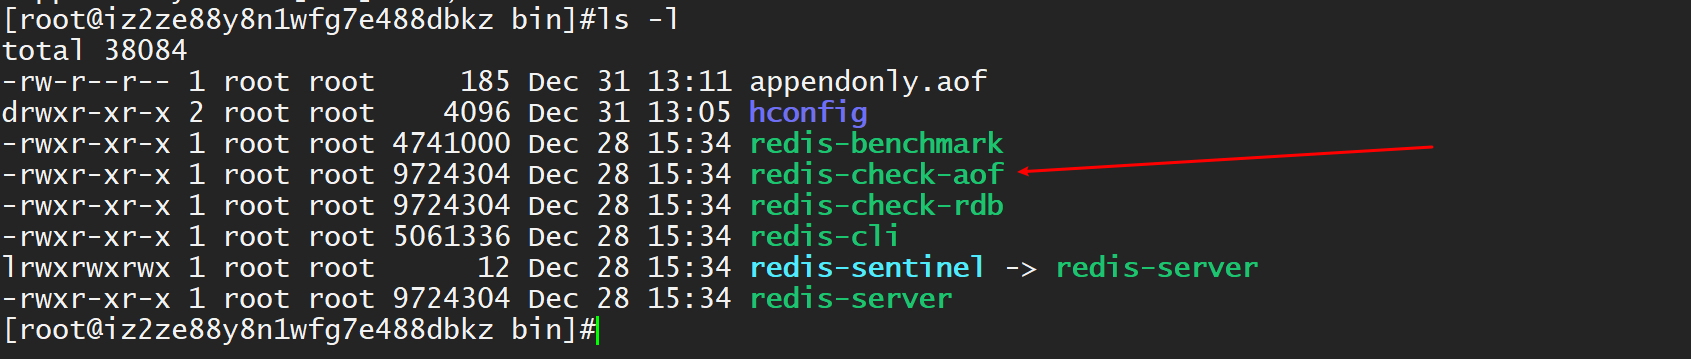 [root@iz2ze88y8n1wfg7e488dbkz bin]#ls -l
total 38084
-rw-r--r-- 1 root root     185 Dec 31 13:11 appendonly.aof
drwxr-xr-x 2 root root    4096 Dec 31 13:05 hconfig
-rwxr-xr-x 1 root root 4741000 Dec 28 15:34 redis-benchmark
-rwxr-xr-x 1 root root 9724304 Dec 28 15:34 redis-check-aof
-rwxr-xr-x 1 root root 9724304 Dec 28 15:34 redis-check-rdb
-rwxr-xr-x 1 root root 5061336 Dec 28 15:34 redis-cli
lrwxrwxrwx 1 root root      12 Dec 28 15:34 redis-sentinel -> redis-server
-rwxr-xr-x 1 root root 9724304 Dec 28 15:34 redis-server
[root@iz2ze88y8n1wfg7e488dbkz bin]#